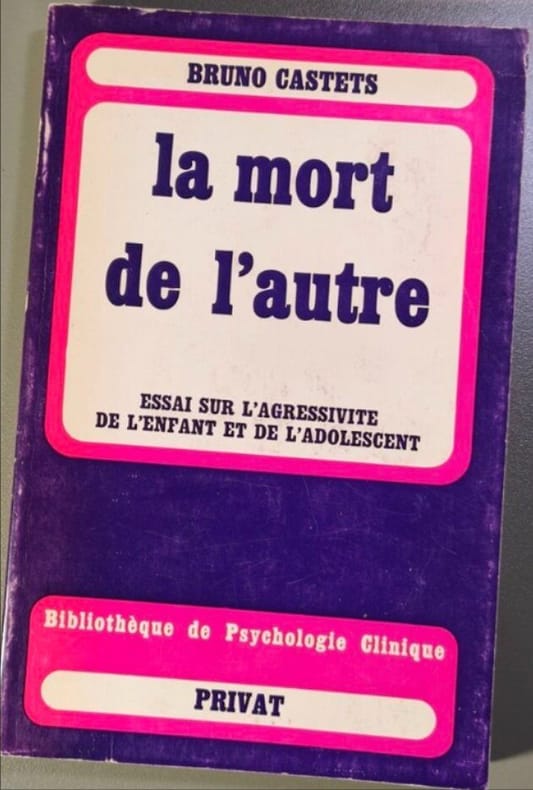 BRUNO CASTETS
la mort
de l'autre
ESSAI SUR L'AGRESSIVITE
DE L'ENFANT ET DE L'ADOLESCENT
Bibliothèque de Psychologie Clinique
PRIVAT